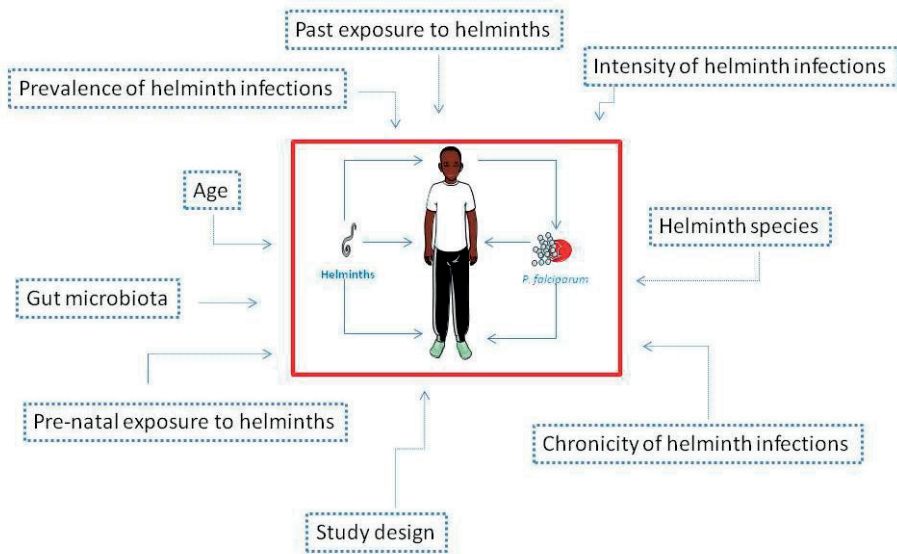 Past exposure to helminths
Intensity of helminth infections
Prevalence of helminth infections
Age
Helminth species
Helminths
P. falciparum
Gut microbiota
Pre-natal exposure to helminths
Chronicity of helminth infections
Study design